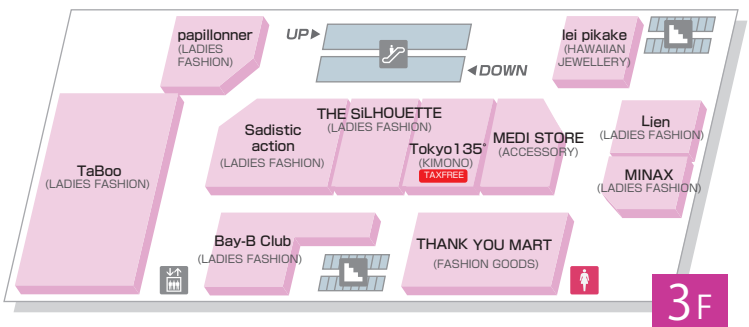 papillonner
(LADIES
FASHION)
UP
DOWN
lei pikake
(HAWAIIAN
JEWELLERY)
TaBoo
(LADIES FASHION)
Sadistic
action
(LADIES FASHION)
THE SiLHOUETTE
(LADIES FASHION)
Tokyo135°
(KIMONO)
TAXFREE
MEDI STORE
(ACCESSORY)
Lien
(LADIES FASHION)
MINAX
(LADIES FASHION)
Bay-B Club
(LADIES FASHION)
THANK YOU MART
(FASHION GOODS)
3F